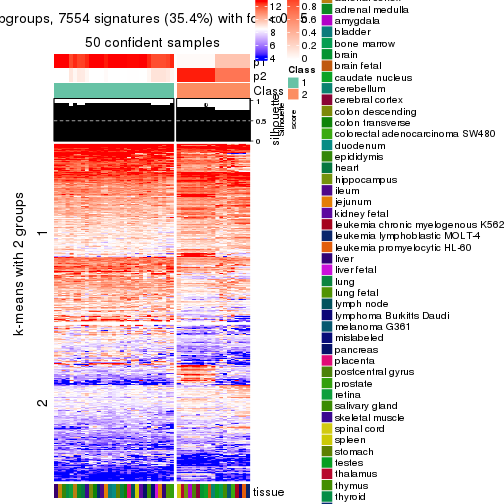 ogroups, 7554 signatures (35.4%) with
50 confident samples
p1
p2
Class
silhouette
1
0.5
0
k-means with 2 groups
1
2
tissue
12
10
8
6
4
0.8
0.6
0.4
0.2
0
Class
1
2
Silhouette
score
adrenal medulla
amygdala
bladder
bone marrow
brain
brain fetal
caudate nucleus
cerebellum
cerebral cortex
colon descending
colon transverse
colorectal adenocarcinoma SW480
duodenum
epididymis
heart
hippocampus
ileum
jejunum
kidney fetal
leukemia chronic myelogenous K562
leukemia lymphoblastic MOLT-4
leukemia promyelocytic HL-60
liver
liver fetal
lung
lung fetal
lymph node
lymphoma Burkitts Daudi
melanoma G361
mislabeled
pancreas
placenta
postcentral gyrus
prostate
retina
salivary gland
skeletal muscle
spinal cord
spleen
stomach
testes
thalamus
thymus
thyroid